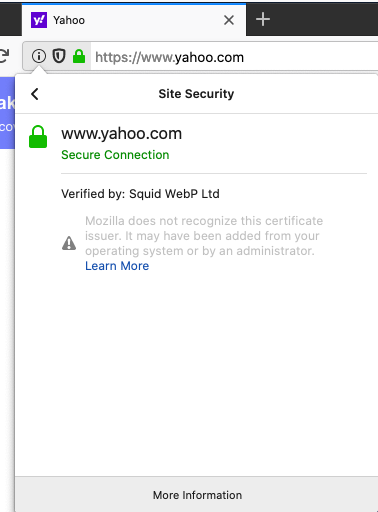 Yahoo
https://www.yahoo.com
Site Security
www.yahoo.com
Secure Connection
Verified by: Squid WebP Ltd
Mozilla does not recognize this certificate
issuer. It may have been added from your
operating system or by an administrator.
Learn More
More Information